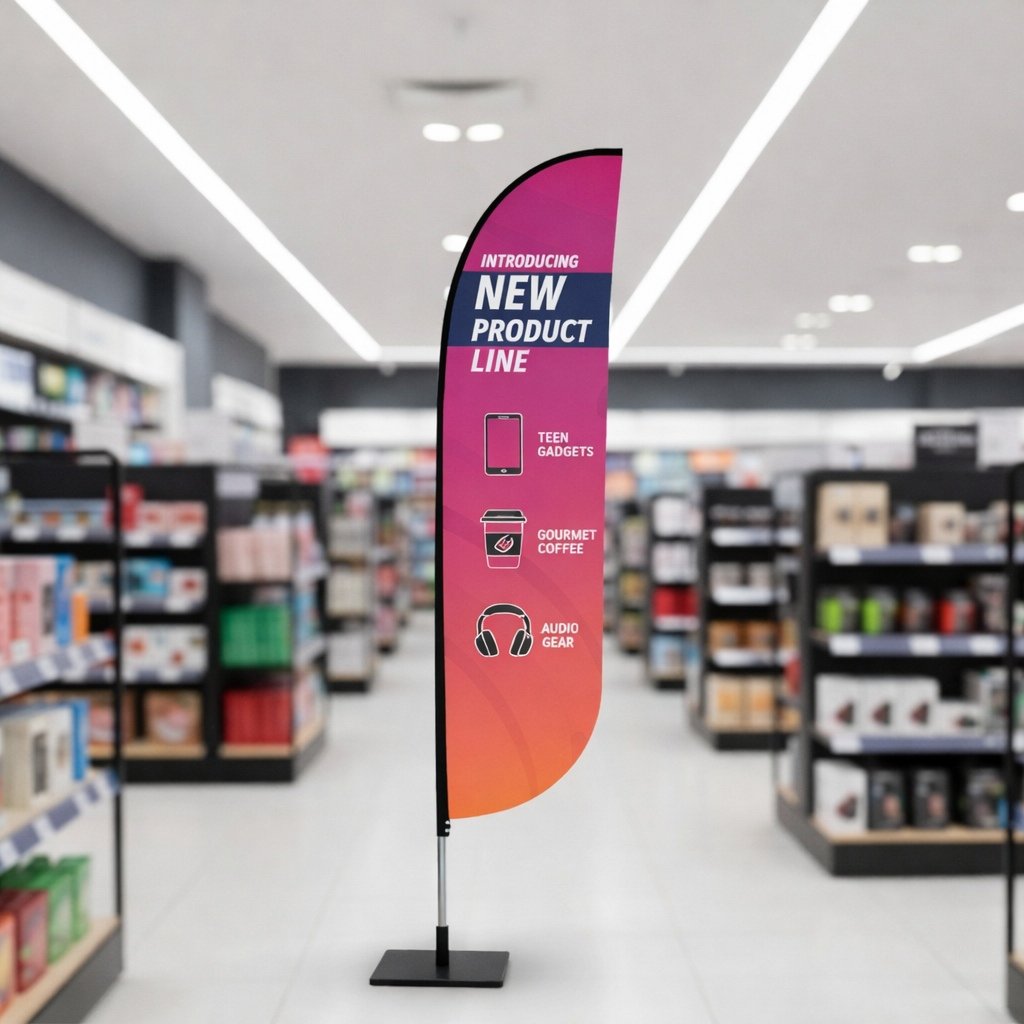 INTRODUCING
NEW
PRODUCT
LINE
TEEN
GADGETS
GOURMET
COFFEE
AUDIO
GEAR